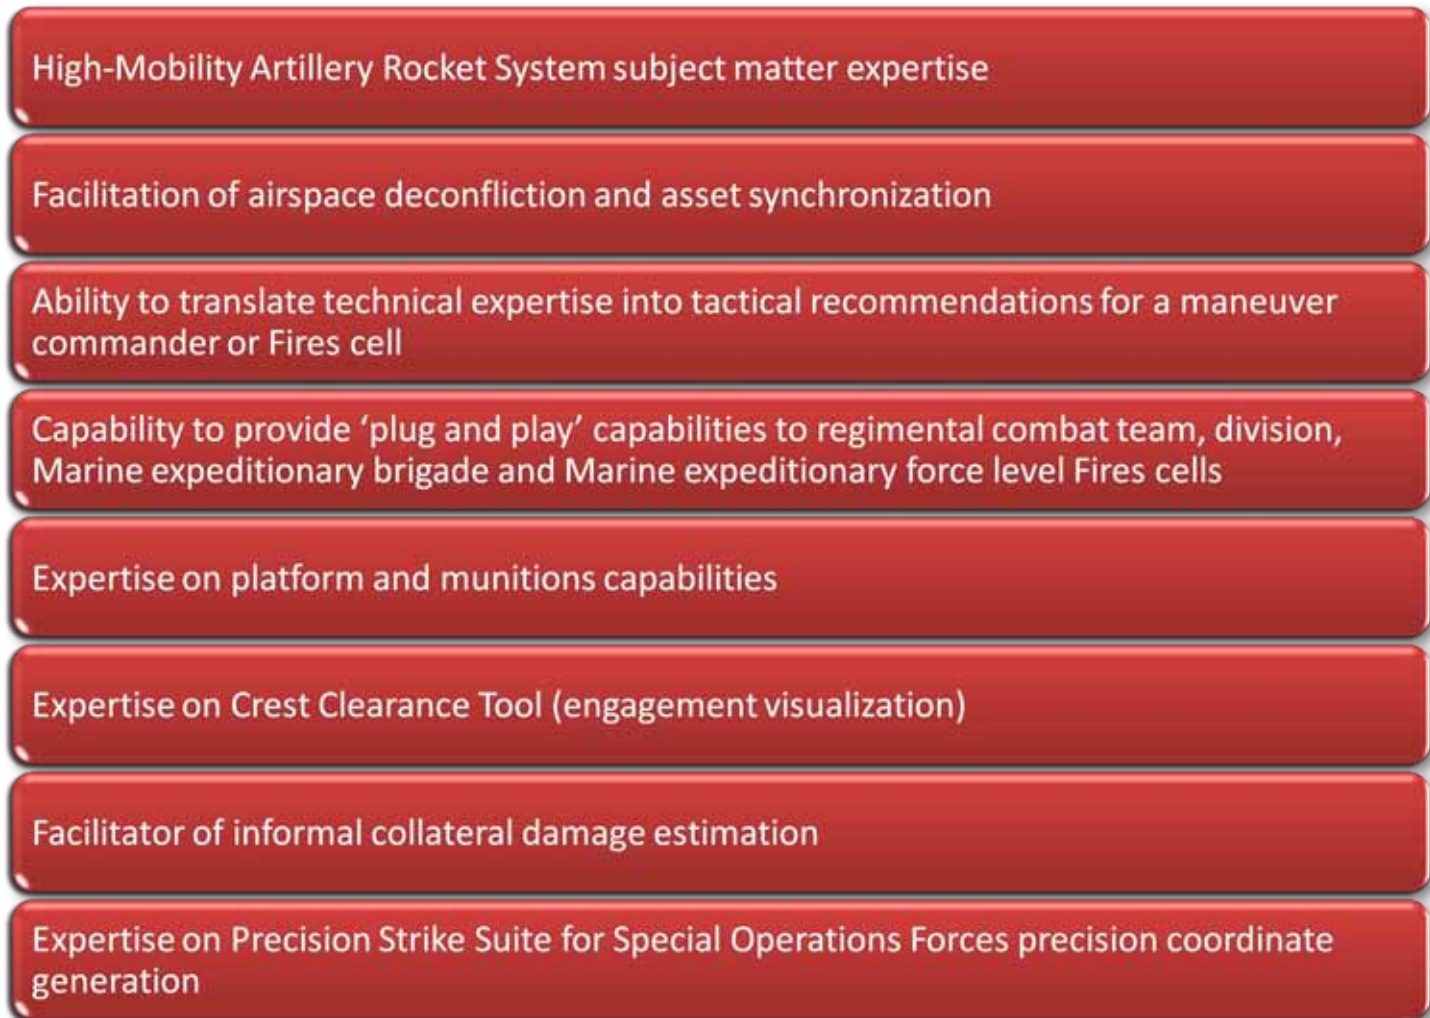 High-Mobility Artillery Rocket System subject matter expertise
Facilitation of airspace deconfliction and asset synchronization
Ability to translate technical expertise into tactical recommendations for a maneuver
commander or Fires cell
Capability to provide ‘plug and play’ capabilities to regimental combat team, division,
Marine expeditionary brigade and Marine expeditionary force level Fires cells
Expertise on platform and munitions capabilities
Expertise on Crest Clearance Tool (engagement visualization)
Facilitator of informal collateral damage estimation
Expertise on Precision Strike Suite for Special Operations Forces precision coordinate
generation